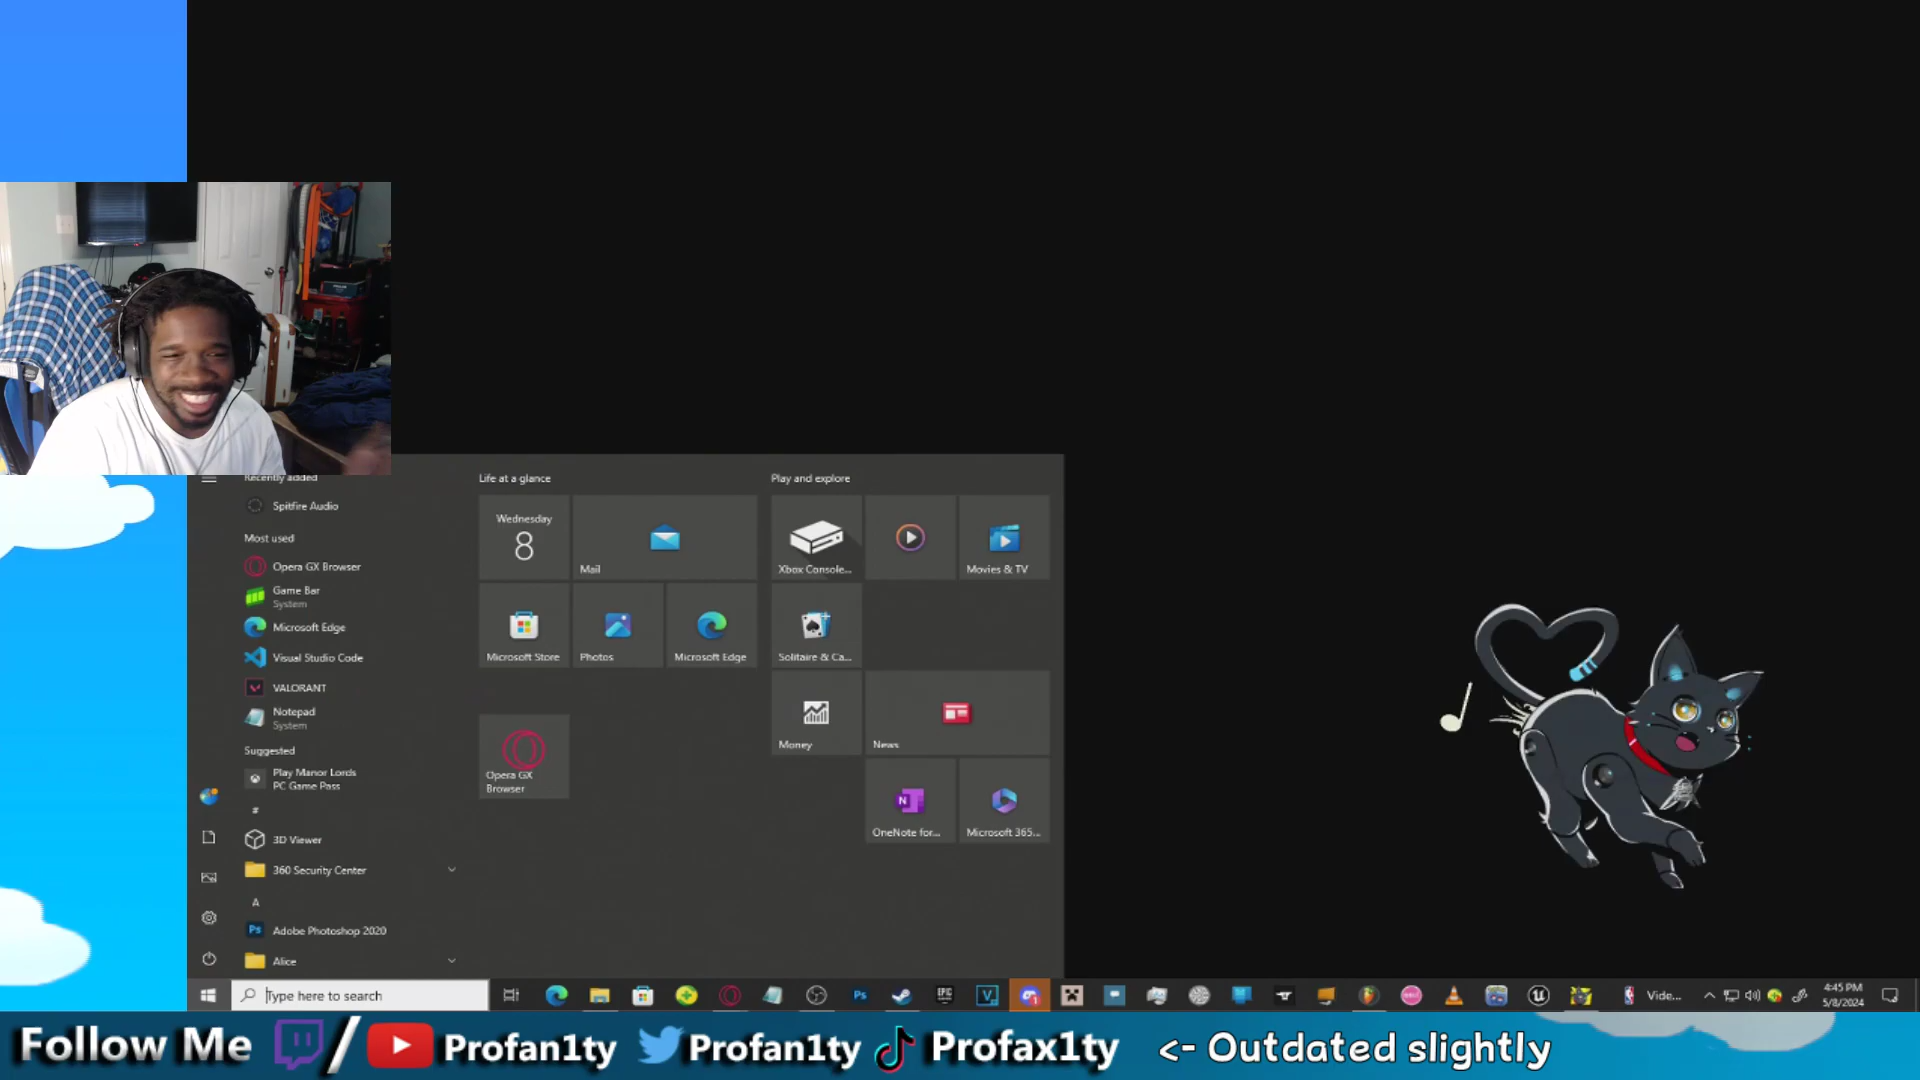 Recently added
Spitfire Audio
Most used
Opera GX Browser
Game Bar
System
Microsoft Edge
Visual Studio Code
VALORANT
Notepad
System
Suggested
Play Manor Lords
PC Game Pass
#
3D Viewer
360 Security Center
A
Ps Adobe Photoshop 2020
Alice
Life at a glance
Wednesday
8
Mail
Microsoft Store
Photos
Microsoft Edge
Opera GX
Browser
Play and explore
Xbox Console...
Movies & TV
Solitaire & Ca...
Money
News
N
OneNote for...
Microsoft 365...
Type here to search
Ps
EPIC
V
Vide...
4:45 PM
5/8/2024
Follow Me / Profan1ty Profan1ty Profax1ty <- Outdated slightly